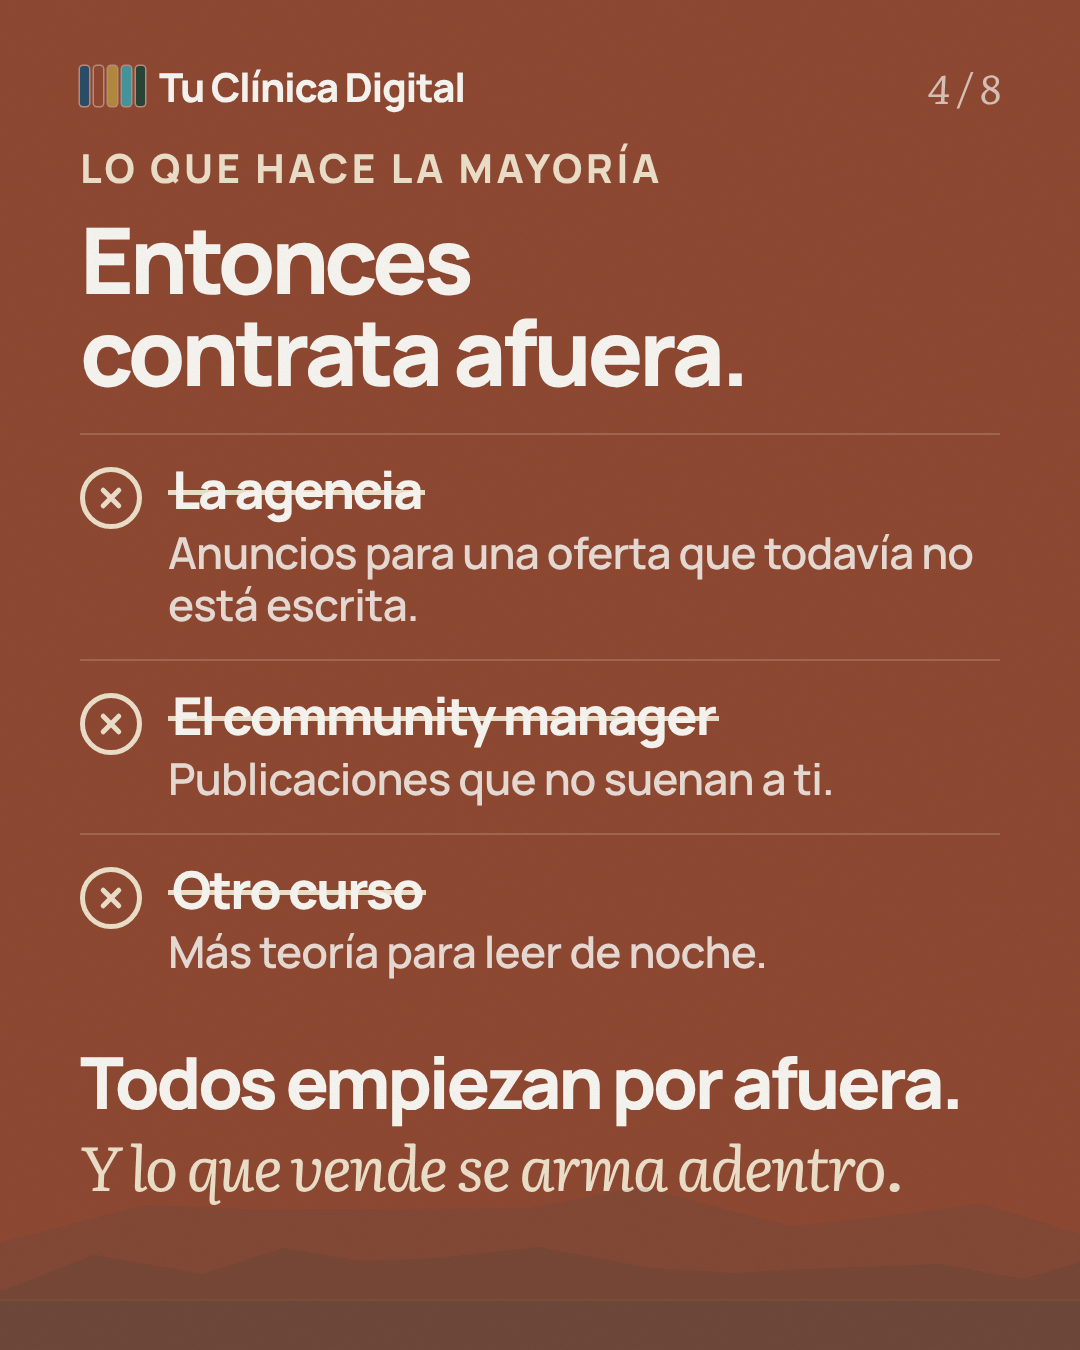 Tu Clínica Digital
4 / 8
LO QUE HACE LA MAYORÍA
Entonces
contrata afuera.
La agencia
Anuncios para una oferta que todavía no
está escrita.
El community manager
Publicaciones que no suenan a ti.
Otro curso
Más teoría para leer de noche.
Todos empiezan por afuera.
Y lo que vende se arma adentro.